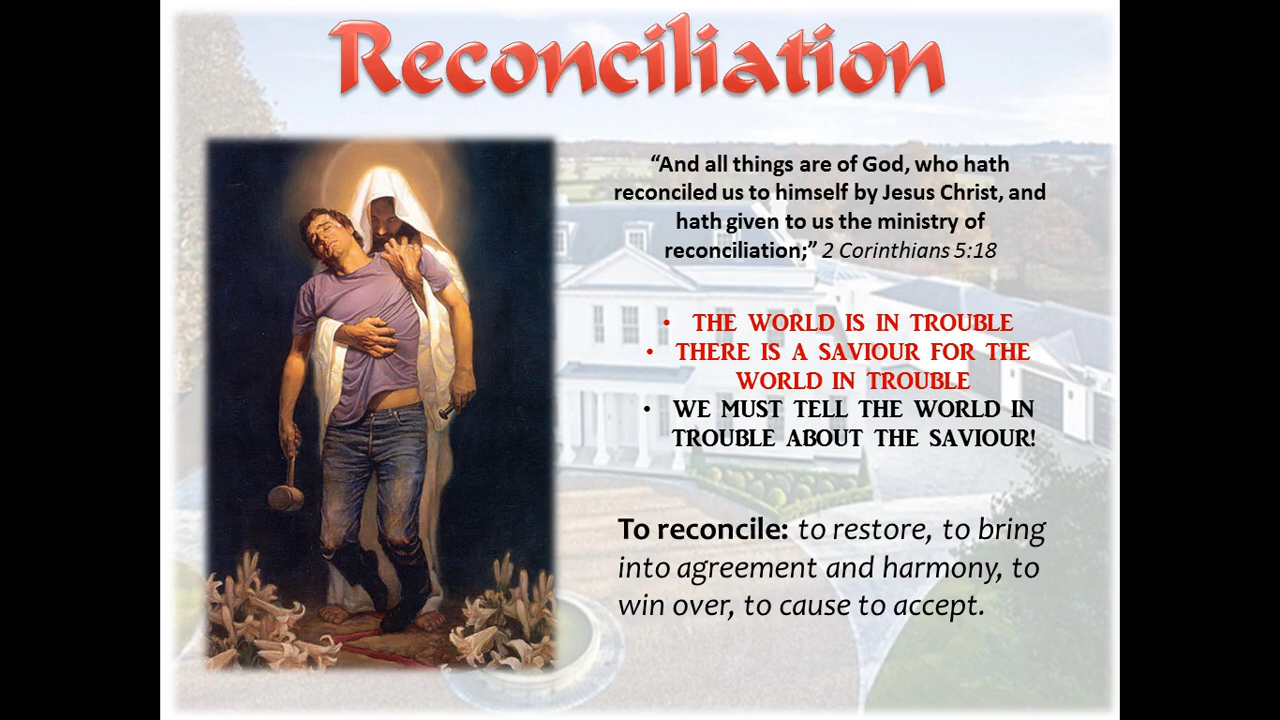 Reconciliation
“And all things are of God, who hath
reconciled us to himself by Jesus Christ, and
hath given to us the ministry of
reconciliation;” 2 Corinthians 5:18
• THE WORLD IS IN TROUBLE
• THERE IS A SAVIOUR FOR THE
WORLD IN TROUBLE
• WE MUST TELL THE WORLD IN
TROUBLE ABOUT THE SAVIOUR!
To reconcile: to restore, to bring
into agreement and harmony, to
win over, to cause to accept.